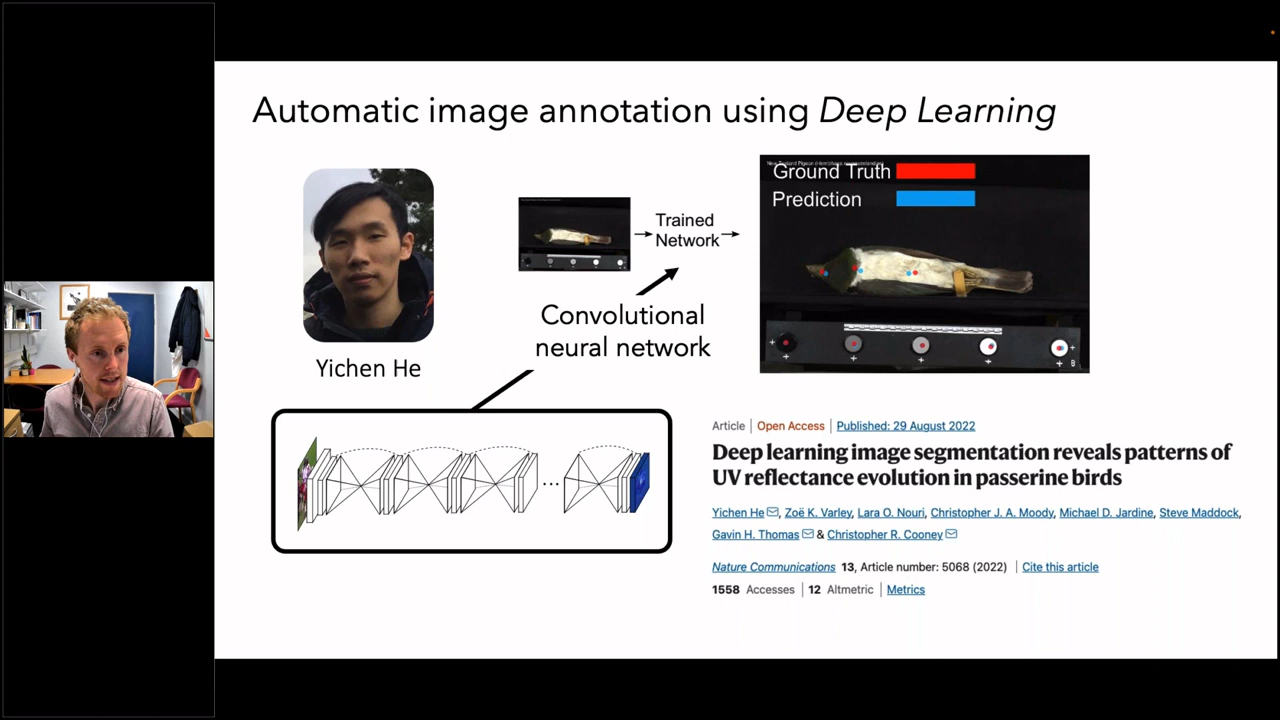 Automatic image annotation using Deep Learning
Ground Truth
Prediction
Trained
Network
Convolutional
neural network
Yichen He
...
Article | Open Access | Published: 29 August 2022
Deep learning image segmentation reveals patterns of
UV reflectance evolution in passerine birds
Yichen He, Zoë K. Varley, Lara O. Nouri, Christopher J. A. Moody, Michael D. Jardine, Steve Maddock,
Gavin H. Thomas & Christopher R. Cooney
Nature Communications 13, Article number: 5068 (2022) | Cite this article
1558 Accesses | 12 Altmetric | Metrics